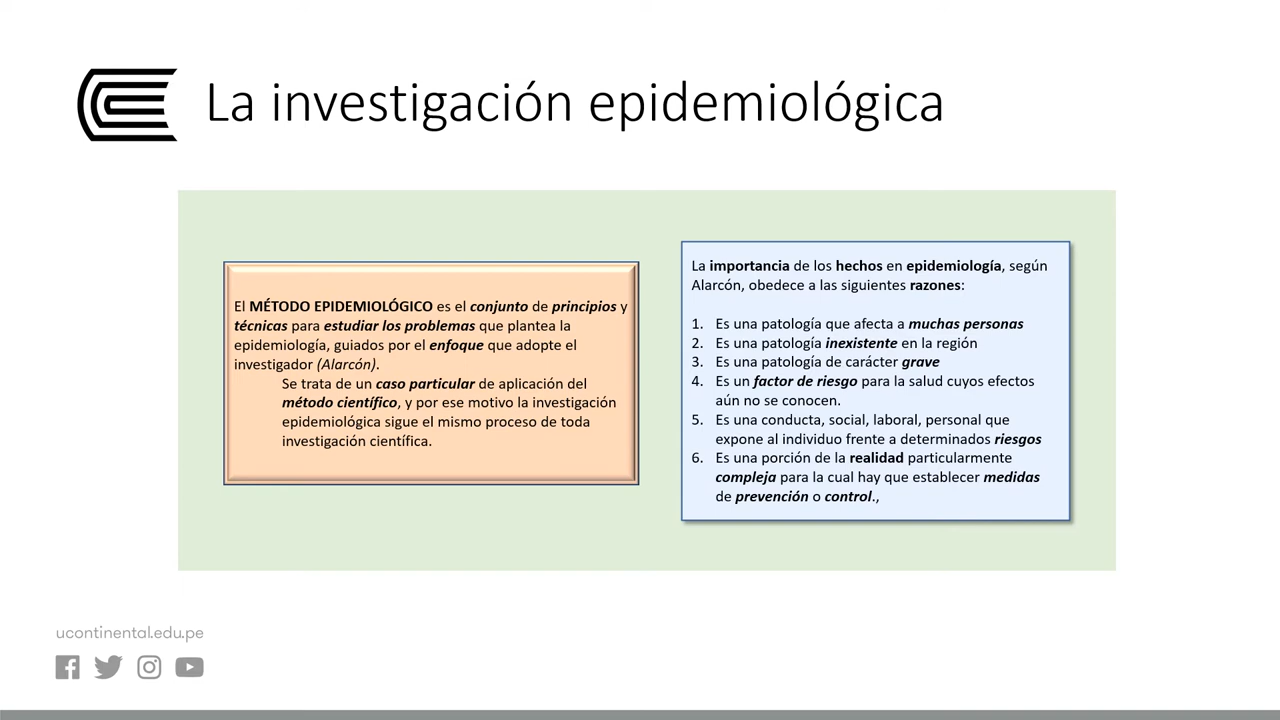 La investigación epidemiológica
El MÉTODO EPIDEMIOLÓGICO es el conjunto de principios y
técnicas para estudiar los problemas que plantea la
epidemiología, guiados por el enfoque que adopte el
investigador (Alarcón).
Se trata de un caso particular de aplicación del
método científico, y por ese motivo la investigación
epidemiológica sigue el mismo proceso de toda
investigación científica.
La importancia de los hechos en epidemiología, según
Alarcón, obedece a las siguientes razones:
1. Es una patología que afecta a muchas personas
2. Es una patología inexistente en la región
3. Es una patología de carácter grave
4. Es un factor de riesgo para la salud cuyos efectos
aún no se conocen.
5. Es una conducta, social, laboral, personal que
expone al individuo frente a determinados riesgos
6. Es una porción de la realidad particularmente
compleja para la cual hay que establecer medidas
de prevención o control.,
ucontinental.edu.pe